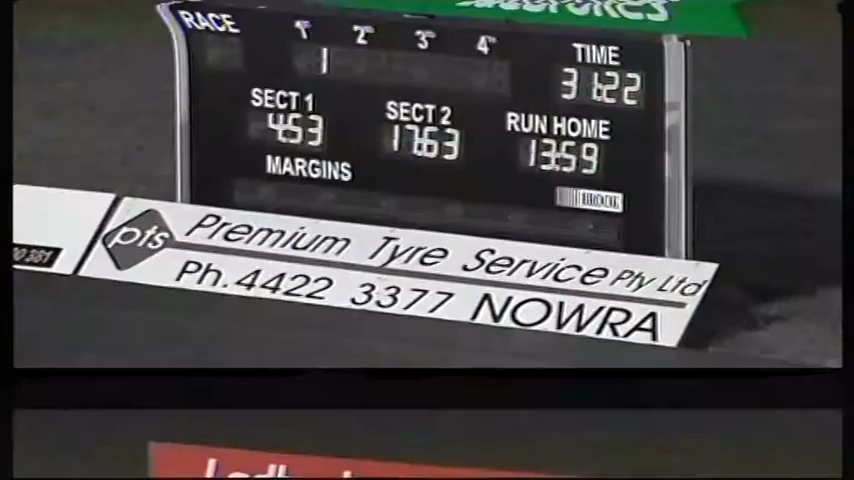 RACE 1st 2nd 3rd 4th TIME
1 31.22
SECT 1 SECT 2 RUN HOME
4.53 17.63 13.59
MARGINS
pts Premium Tyre Service Pty Ltd
Ph. 4422 3377 NOWRA